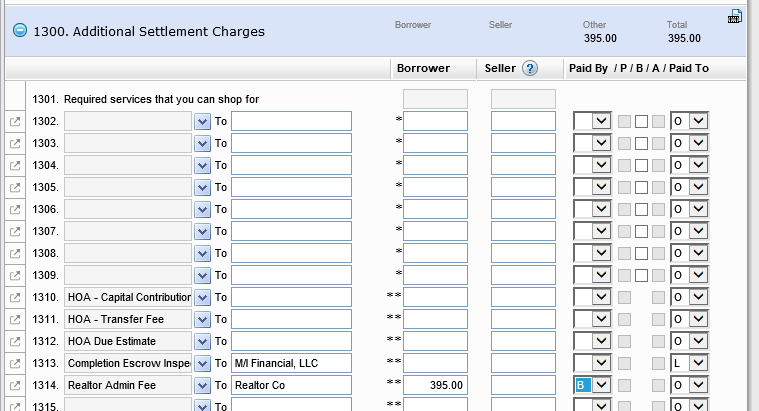 Borrower Seller Other Total
1300. Additional Settlement Charges 395.00 395.00
Borrower Seller ? Paid By / P / B / A / Paid To
1301. Required services that you can shop for
1302. To * O
1303. To * O
1304. To * O
1305. To * O
1306. To * O
1307. To * O
1308. To * O
1309. To * O
1310. HOA - Capital Contribution To ** O
1311. HOA - Transfer Fee To ** O
1312. HOA Due Estimate To ** O
1313. Completion Escrow Inspe To M/I Financial, LLC ** L
1314. Realtor Admin Fee To Realtor Co ** 395.00 B O
1315. To ** O